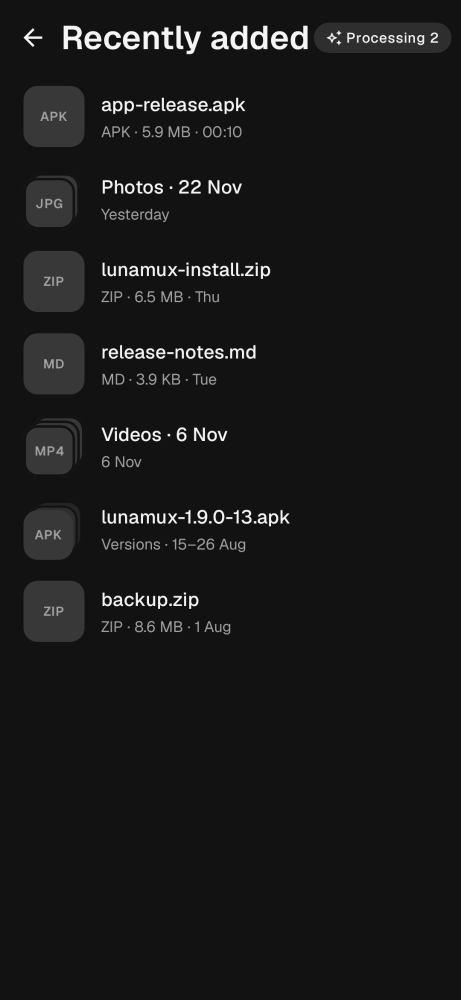 Recently added
Processing 2
APK
app-release.apk
APK · 5.9 MB · 00:10
JPG
Photos · 22 Nov
Yesterday
ZIP
lunamux-install.zip
ZIP · 6.5 MB · Thu
MD
release-notes.md
MD · 3.9 KB · Tue
MP4
Videos · 6 Nov
6 Nov
APK
lunamux-1.9.0-13.apk
Versions · 15–26 Aug
ZIP
backup.zip
ZIP · 8.6 MB · 1 Aug